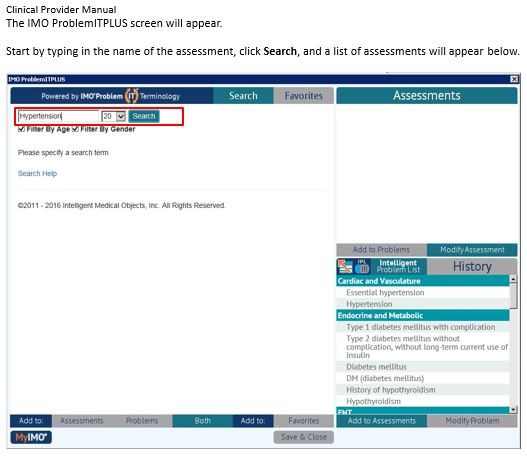 Clinical Provider Manual
The IMO ProblemITPLUS screen will appear.
Start by typing in the name of the assessment, click Search, and a list of assessments will appear below.
IMO ProblemITPLUS
Powered by IMO®Problem (IT) Terminology
Search
Favorites
Assessments
Hypertension
20
Search
Filter By Age
Filter By Gender
Please specify a search term
Search Help
©2011 - 2016 Intelligent Medical Objects, Inc. All Rights Reserved.
Add to Problems
Modify Assessment
IPL
Intelligent
Problem List
History
Cardiac and Vasculature
Essential hypertension
Hypertension
Endocrine and Metabolic
Type 1 diabetes mellitus with complication
Type 2 diabetes mellitus without
complication, without long-term current use of
insulin
Diabetes mellitus
DM (diabetes mellitus)
History of hypothyroidism
Hypothyroidism
ENT
Add to:
Assessments
Problems
Both
Add to:
Favorites
Add to Assessments
Modify Problem
MyIMO®
Save & Close